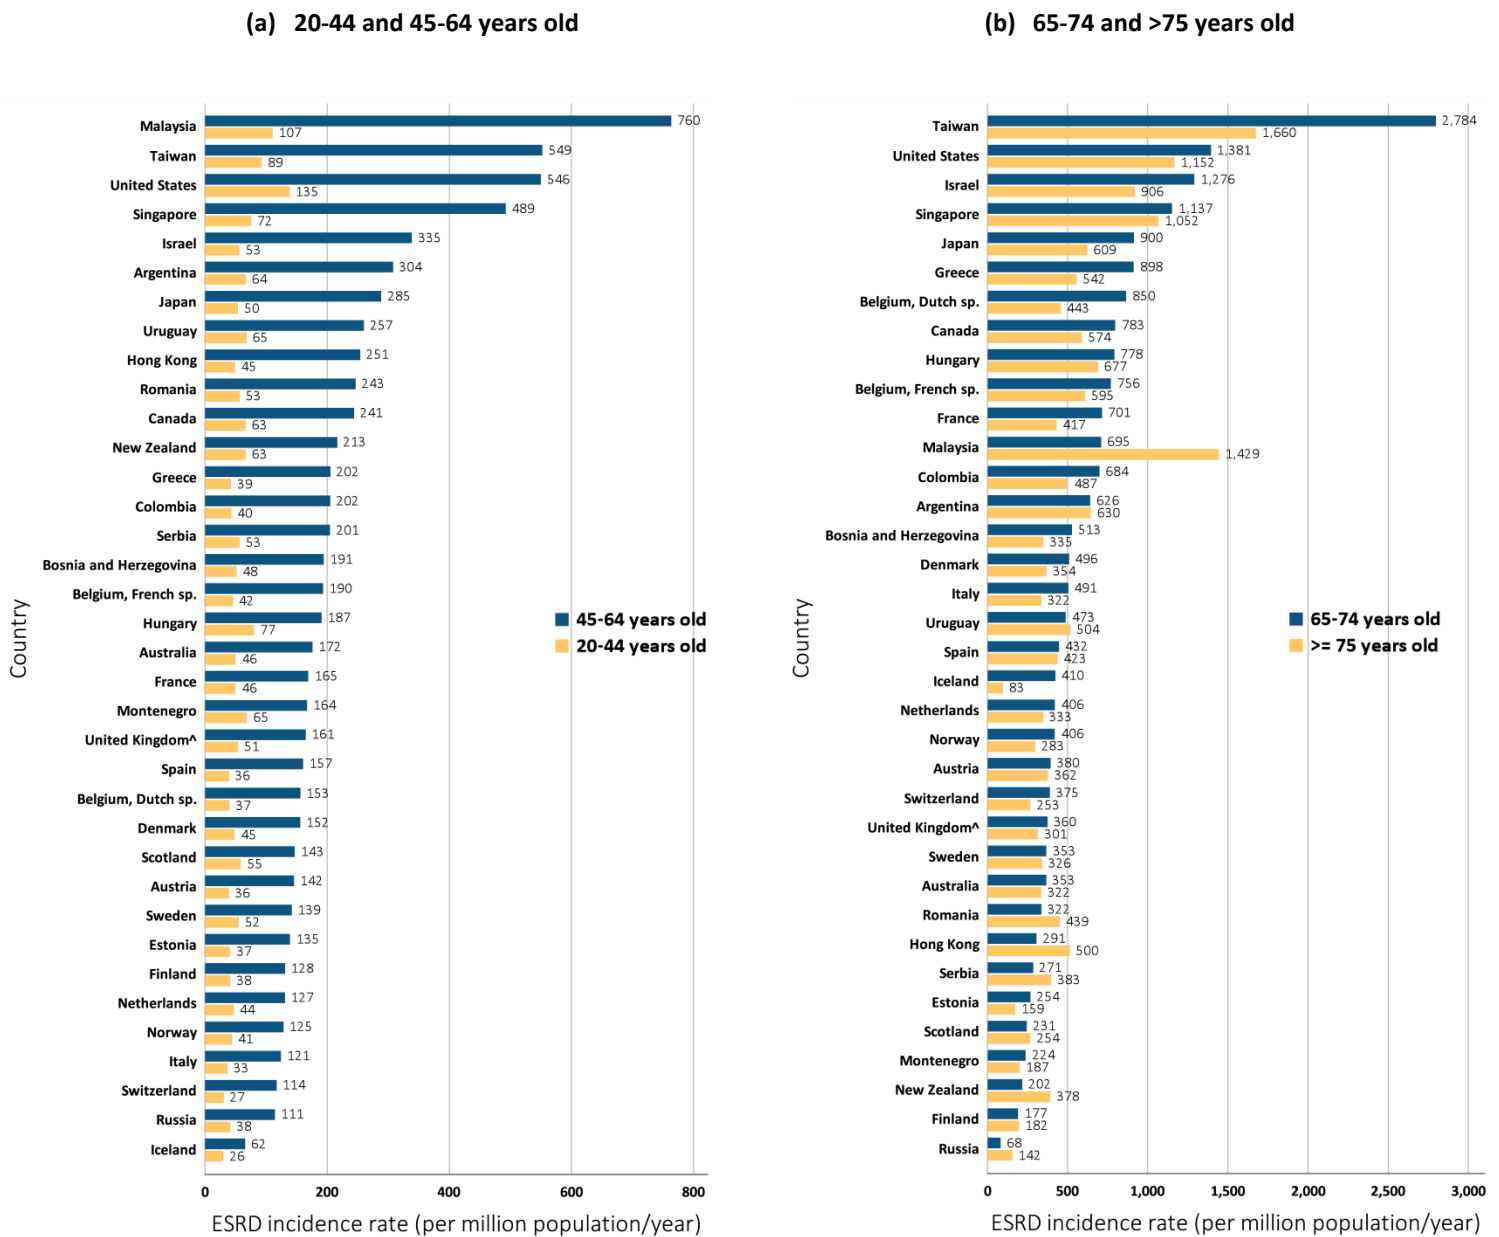 (a) 20-44 and 45-64 years old
Country
Malaysia 760
107
Taiwan 549
89
United States 546
135
Singapore 489
72
Israel 335
53
Argentina 304
64
Japan 285
50
Uruguay 257
65
Hong Kong 251
45
Romania 243
53
Canada 241
63
New Zealand 213
63
Greece 202
39
Colombia 202
40
Serbia 201
53
Bosnia and Herzegovina 191
48
Belgium, French sp. 190
42
Hungary 187
77
Australia 172
46
France 165
46
Montenegro 164
65
United Kingdom^ 161
51
Spain 157
36
Belgium, Dutch sp. 153
37
Denmark 152
45
Scotland 143
55
Austria 142
36
Sweden 139
52
Estonia 135
37
Finland 128
38
Netherlands 127
44
Norway 125
41
Italy 121
33
Switzerland 114
27
Russia 111
38
Iceland 62
26
45-64 years old
20-44 years old
0 200 400 600 800
ESRD incidence rate (per million population/year)
(b) 65-74 and >75 years old
Country
Taiwan 2,784
1,660
United States 1,381
1,152
Israel 1,276
906
Singapore 1,137
1,052
Japan 900
609
Greece 898
542
Belgium, Dutch sp. 850
443
Canada 783
574
Hungary 778
677
Belgium, French sp. 756
595
France 701
417
Malaysia 695
1,429
Colombia 684
487
Argentina 626
630
Bosnia and Herzegovina 513
335
Denmark 496
354
Italy 491
322
Uruguay 473
504
Spain 432
423
Iceland 410
83
Netherlands 406
333
Norway 406
283
Austria 380
362
Switzerland 375
253
United Kingdom^ 360
301
Sweden 353
326
Australia 353
322
Romania 322
439
Hong Kong 291
500
Serbia 271
383
Estonia 254
159
Scotland 231
254
Montenegro 224
187
New Zealand 202
378
Finland 177
182
Russia 68
142
65-74 years old
>= 75 years old
0 500 1,000 1,500 2,000 2,500 3,000
ESRD incidence rate (per million population/year)